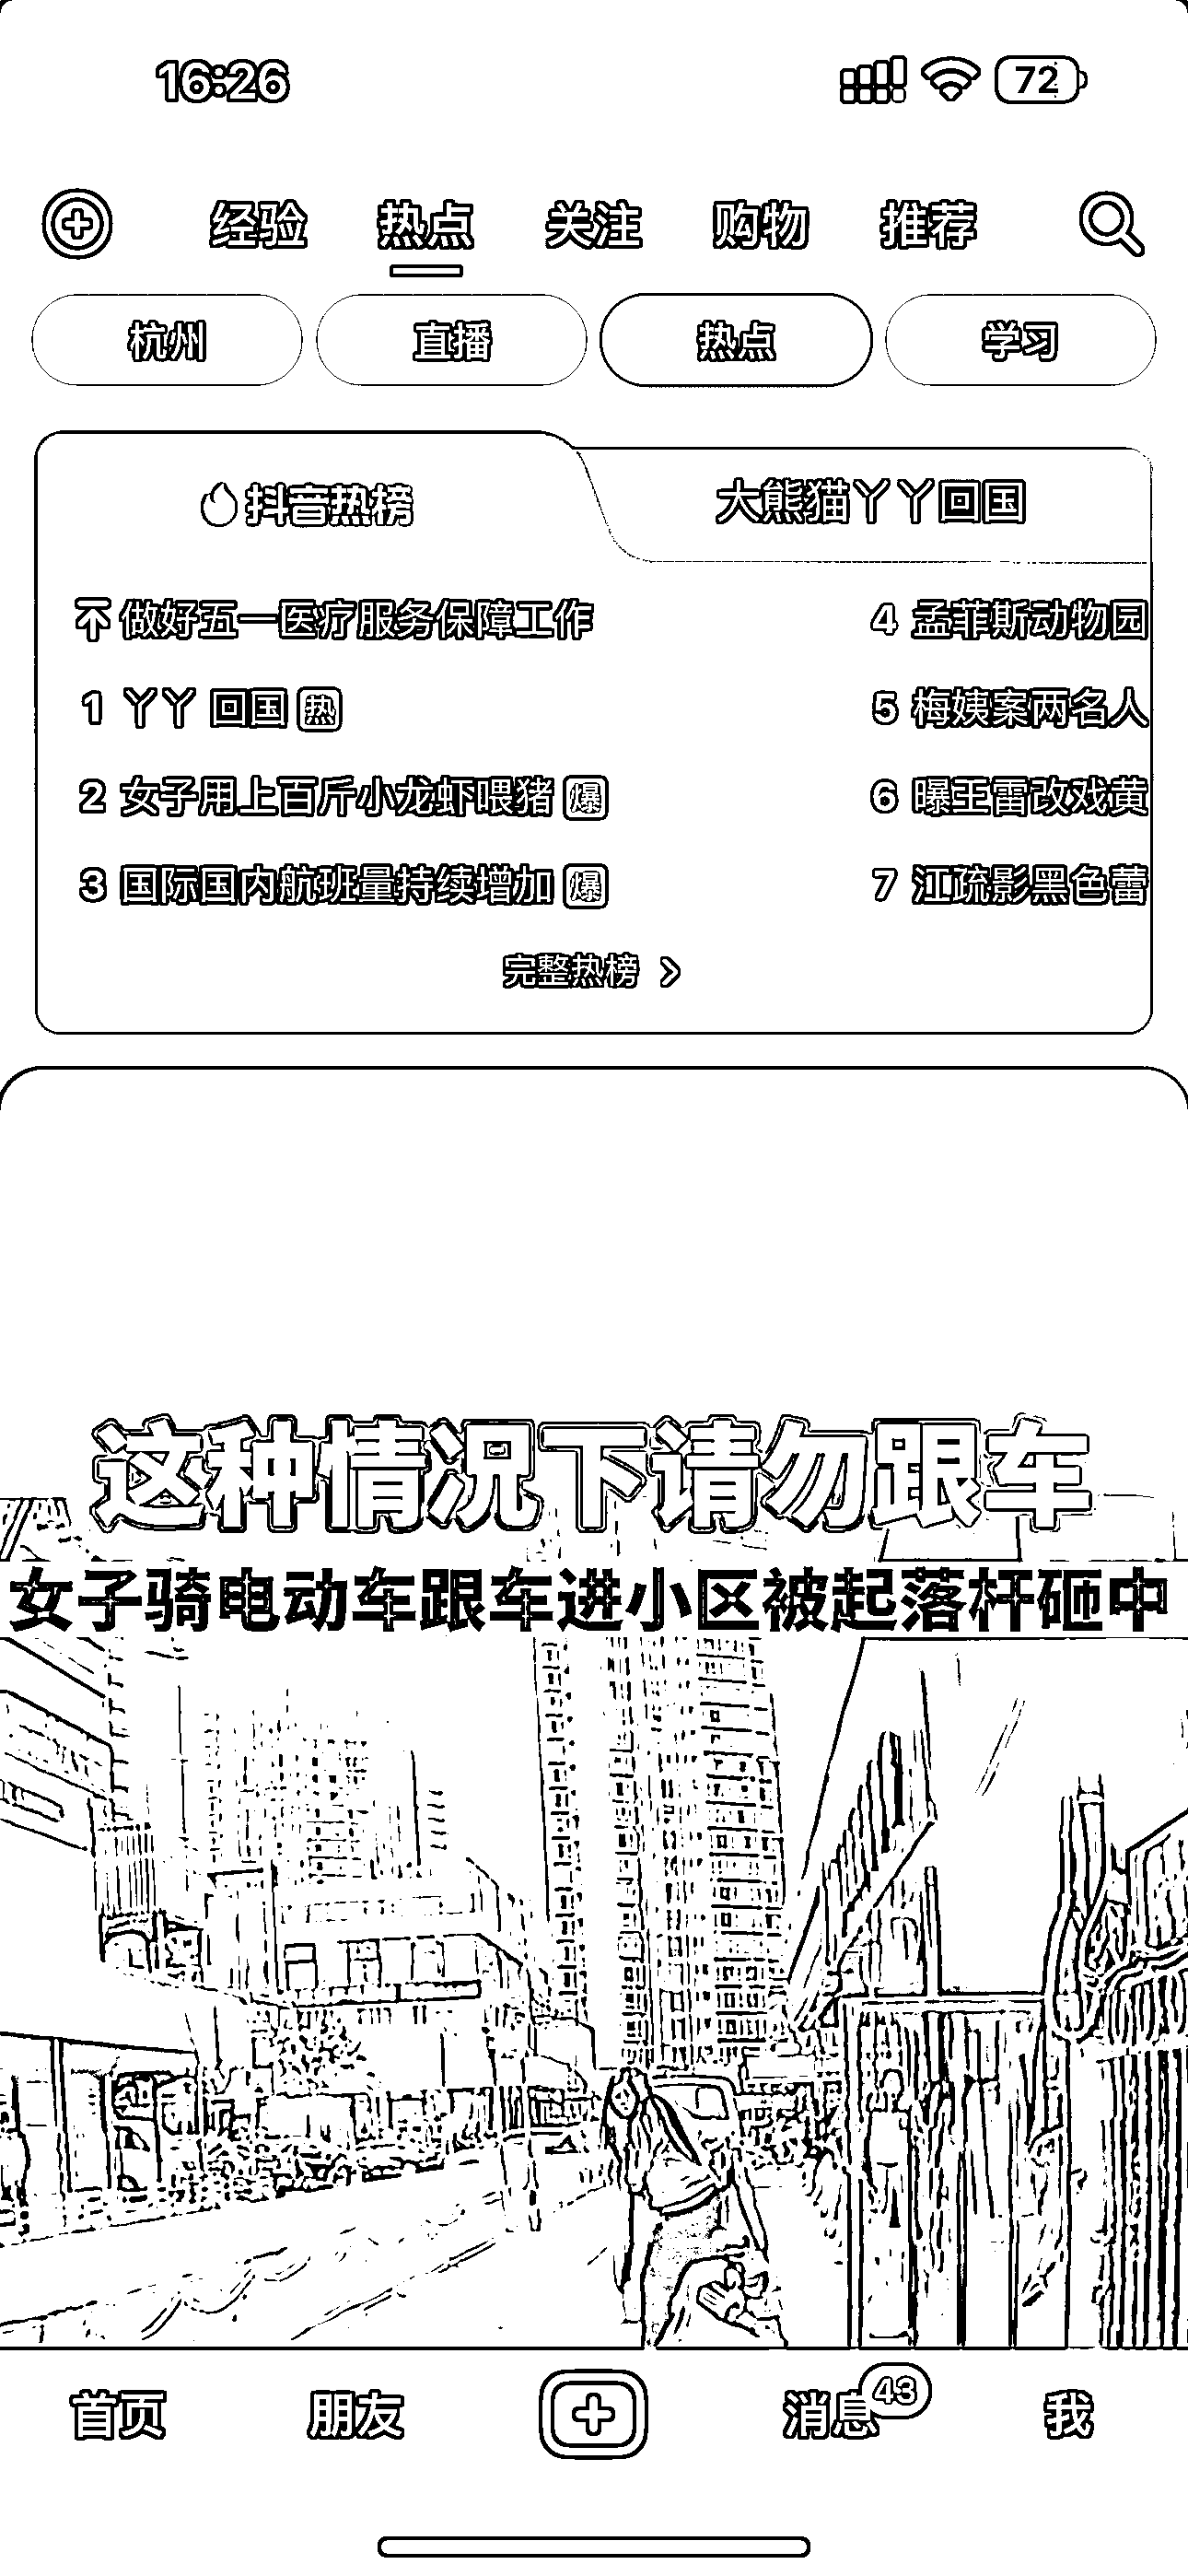 16:26
72
经验 热点 关注 购物 推荐
杭州 直播 热点 学习
抖音热榜
大熊猫丫丫回国
做好五一医疗服务保障工作
1 丫丫 回国 热
2 女子用上百斤小龙虾喂猪 爆
3 国际国内航班量持续增加 爆
4 孟菲斯动物园
5 梅姨案两名人
6 曝王雷改戏黄
7 江疏影黑色蕾
完整热榜 >
这种情况下请勿跟车
女子骑电动车跟车进小区被起落杆砸中
首页 朋友 消息 43 我